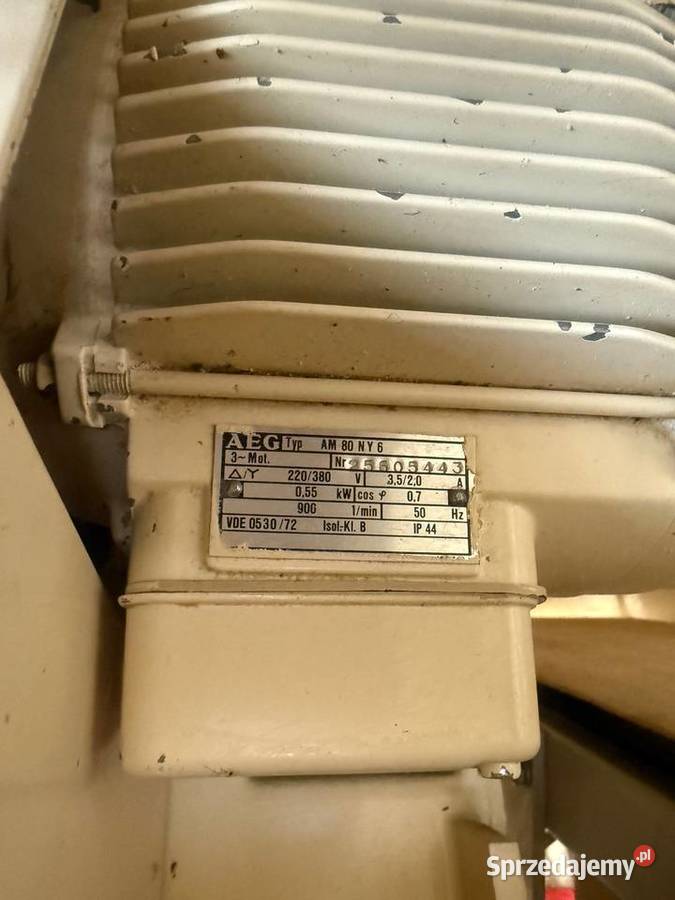 AEG Typ AM 80 N Y 6
3~ Mot. Nr 25605443
△/Y 220/380 V 3,5/2,0 A
0,55 kW cos φ 0,7
900 1/min 50 Hz
VDE 0530/72 Isol.-Kl. B IP 44
Sprzedajemy.pl